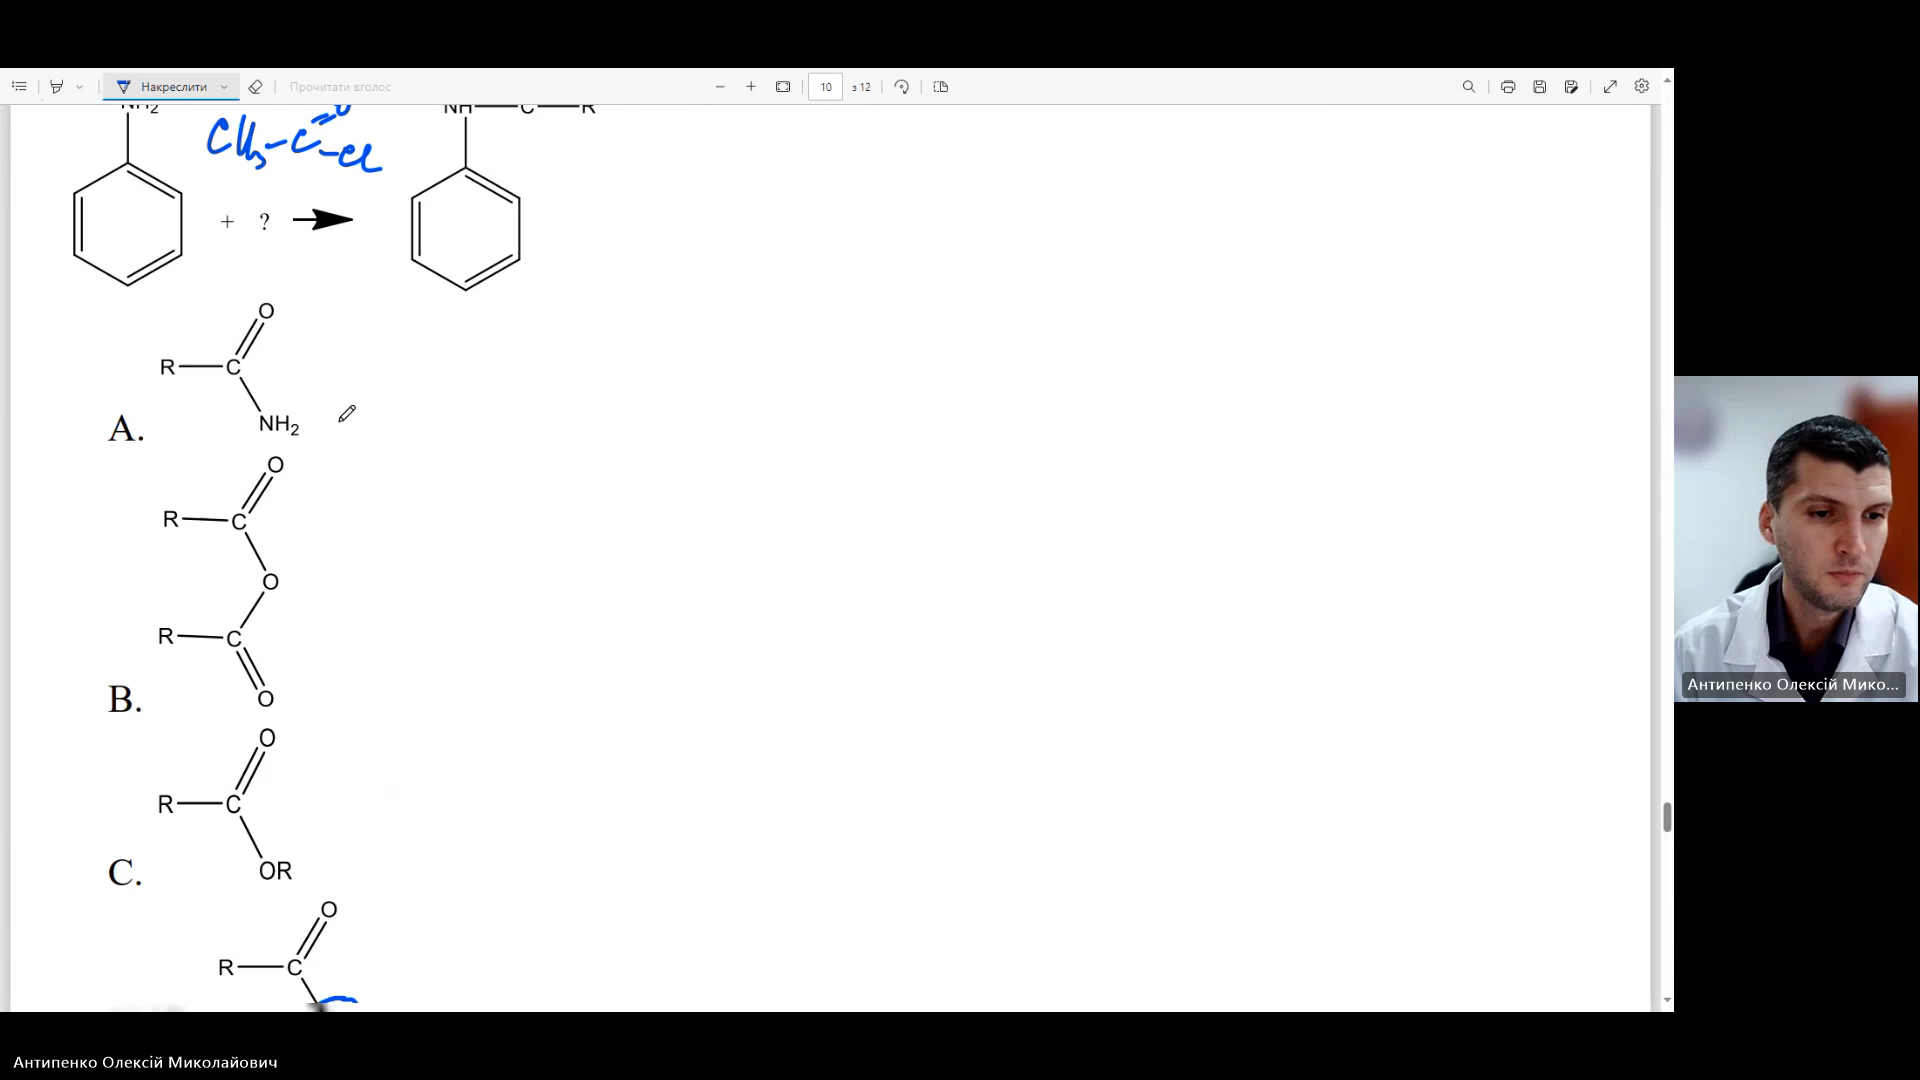 Накреслити
Прочитати вголос
10
з 12
NH2
CH3-C=O
-Cl
NH C R
+ ?
O
R C
NH2
A.
O
R C
O
R C
O
B.
O
R C
OR
C.
O
R C
Антипенко Олексій Мико...
Антипенко Олексій Миколайович